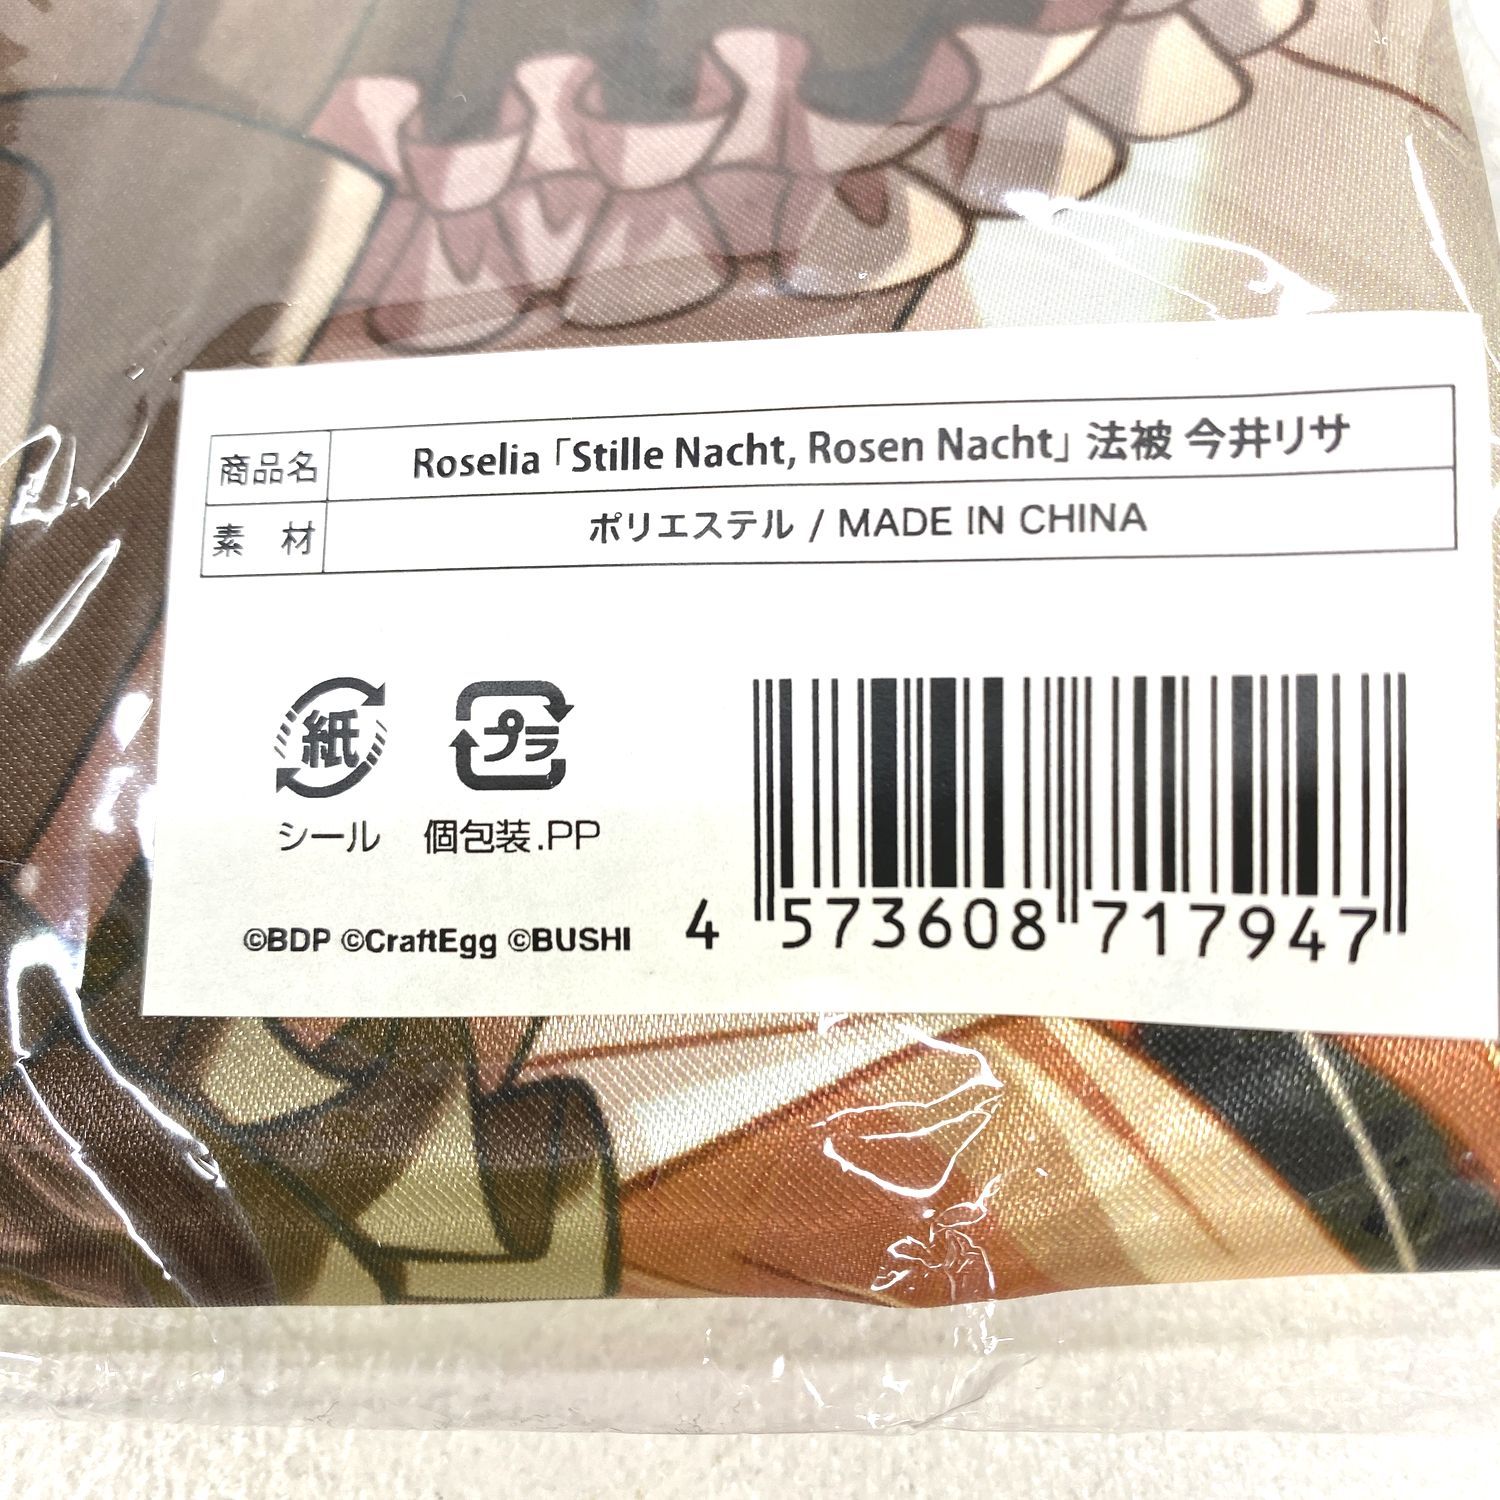 商品名 Roselia「Stille Nacht, Rosen Nacht」法被 今井リサ
素 材 ポリエステル / MADE IN CHINA
紙 プラ
シール 個包装.PP
©BDP ©CraftEgg ©BUSHI
4 573608 717947